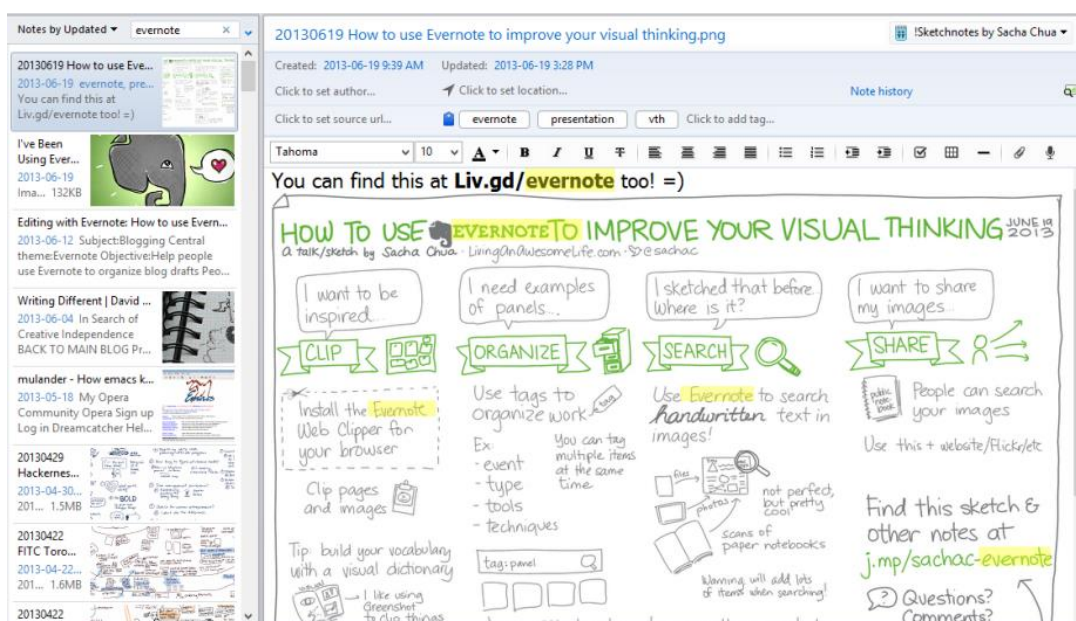 Notes by Updated
evernote
20130619 How to use Eve...
2013-06-19 evernote, pre...
You can find this at
Liv.gd/evernote too! =)
I've Been
Using Ever...
2013-06-19
Ima... 132KB
Editing with Evernote: How to use Evern...
2013-06-12 Subject:Blogging Central
theme:Evernote Objective:Help people
use Evernote to organize blog drafts Peo...
Writing Different | David ...
2013-06-04 In Search of
Creative Independence
BACK TO MAIN BLOG Pr...
mulander - How emacs k...
2013-05-18 My Opera
Community Opera Sign up
Log in Dreamcatcher Hel...
20130429
Hackernes...
2013-04-30...
201... 1.5MB
20130422
FITC Toro...
2013-04-22...
201... 1.6MB
20130422
20130619 How to use Evernote to improve your visual thinking.png
!Sketchnotes by Sacha Chua
Created: 2013-06-19 9:39 AM Updated: 2013-06-19 3:28 PM
Click to set author... Click to set location... Note history
Click to set source url... evernote presentation vth Click to add tag...
Tahoma 10 A B I U T
You can find this at Liv.gd/evernote too! =)
HOW TO USE EVERNOTE TO IMPROVE YOUR VISUAL THINKING JUNE 19 2013
a talk/sketch by Sacha Chua · LivingAnAwesomeLife.com · @sachac
I want to be
inspired...
CLIP
Install the Evernote
Web Clipper for
your browser
Clip pages
and images
Tip: build your vocabulary
with a visual dictionary
I like using
Greenshot
to clip things
I need examples
of panels...
ORGANIZE
Use tags to
organize work
tag
Ex:
- event
- type
- tools
- techniques
You can tag
multiple items
at the same
time
tag:panel
I sketched that before.
Where is it?
SEARCH
Use Evernote to search
handwritten text in
images!
files
photos
not perfect,
but pretty
cool
scans of
paper notebooks
Warning: will add lots
of items when searching!
I want to share
my images...
SHARE
public
note
book
People can search
your images
Use this + website/Flickr/etc
Find this sketch &
other notes at
j.mp/sachac-evernote
Questions?
Comments?